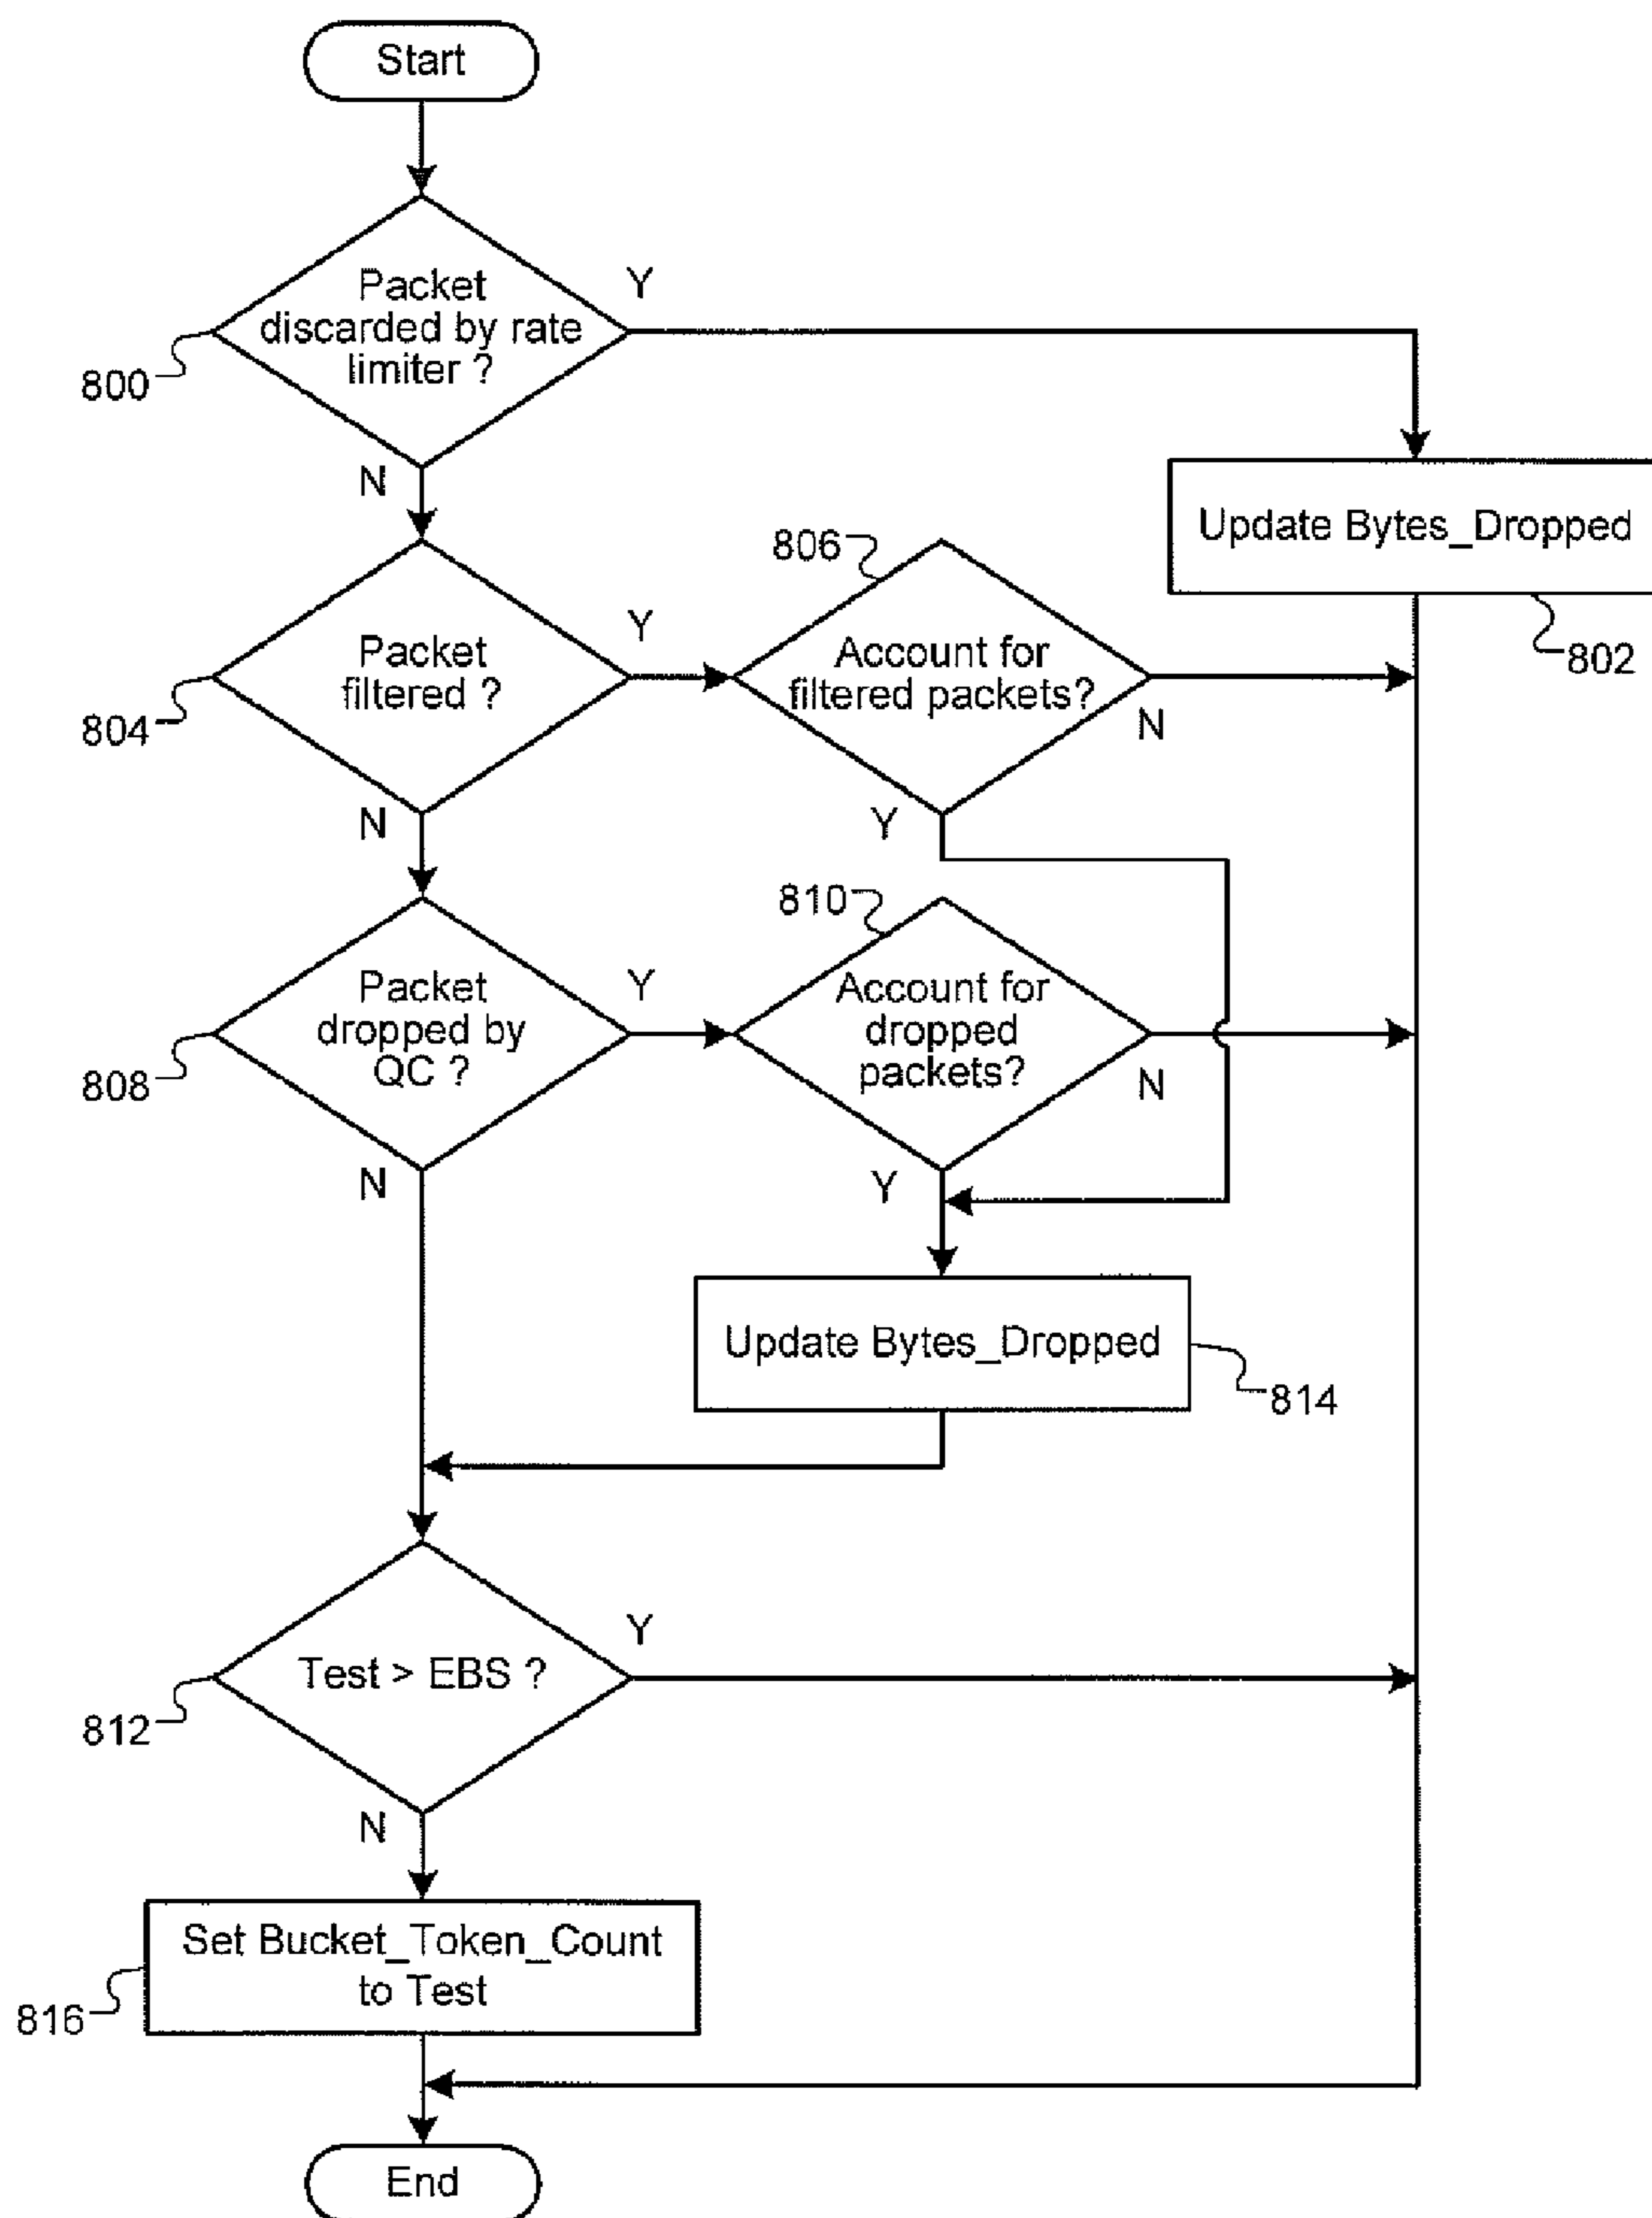 Start
Packet
discarded by rate
limiter ?
Y
N
800
Update Bytes_Dropped
802
Packet
filtered ?
Y
N
804
806
Account for
filtered packets?
N
Y
Packet
dropped by
QC ?
Y
N
808
810
Account for
dropped
packets?
N
Y
Update Bytes_Dropped
814
Test > EBS ?
Y
N
812
Set Bucket_Token_Count
to Test
816
End